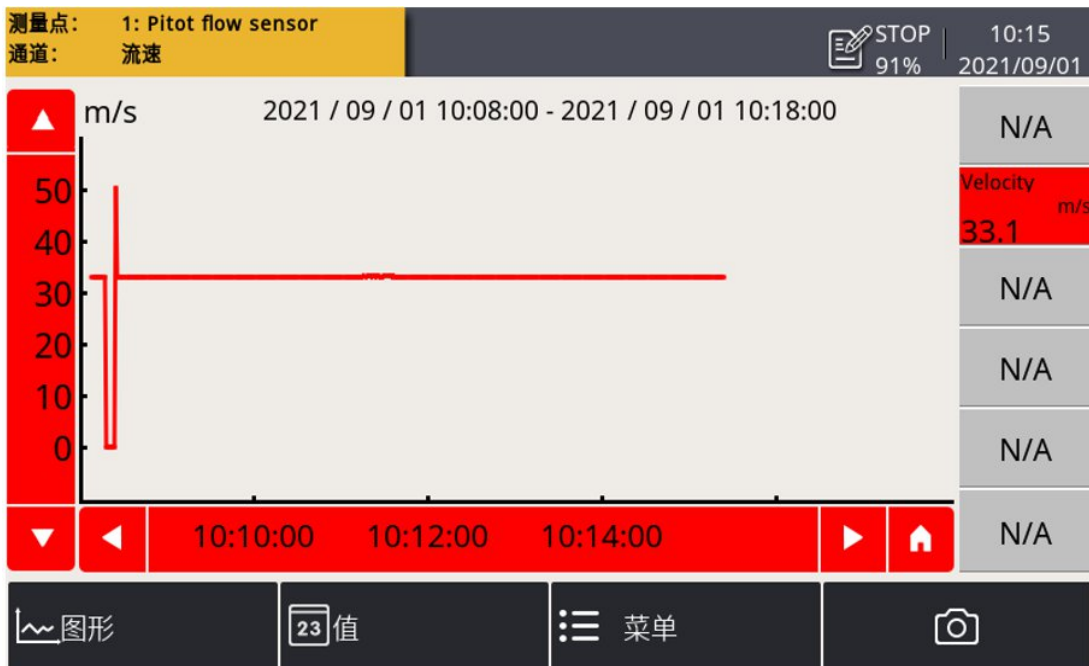 测量点： 1: Pitot flow sensor
通道： 流速
STOP
91%
10:15
2021/09/01
m/s
2021 / 09 / 01 10:08:00 - 2021 / 09 / 01 10:18:00
50
40
30
20
10
0
10:10:00 10:12:00 10:14:00
N/A
Velocity
m/s
33.1
N/A
N/A
N/A
N/A
图形
23 值
菜单